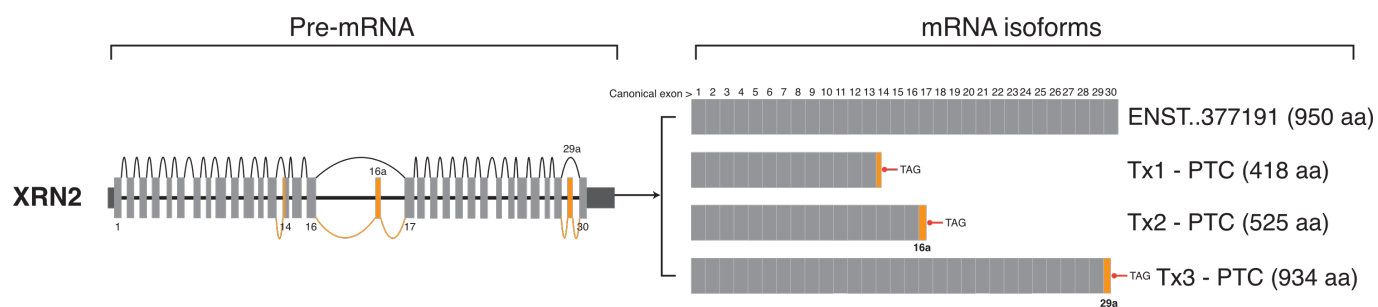 Pre-mRNA
mRNA isoforms
Canonical exon > 1 2 3 4 5 6 7 8 9 10 11 12 13 14 15 16 17 18 19 20 21 22 23 24 25 26 27 28 29 30
ENST..377191 (950 aa)
29a
16a
TAG
Tx1 - PTC (418 aa)
XRN2
1
14
16
17
30
TAG
Tx2 - PTC (525 aa)
16a
TAG
Tx3 - PTC (934 aa)
29a